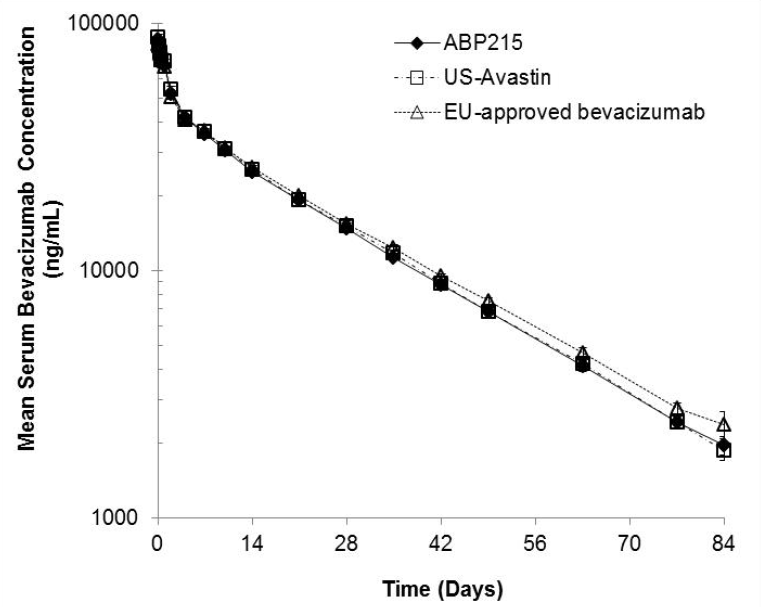 Mean Serum Bevacizumab Concentration
(ng/mL)
100000
10000
1000
ABP215
US-Avastin
EU-approved bevacizumab
0 14 28 42 56 70 84
Time (Days)